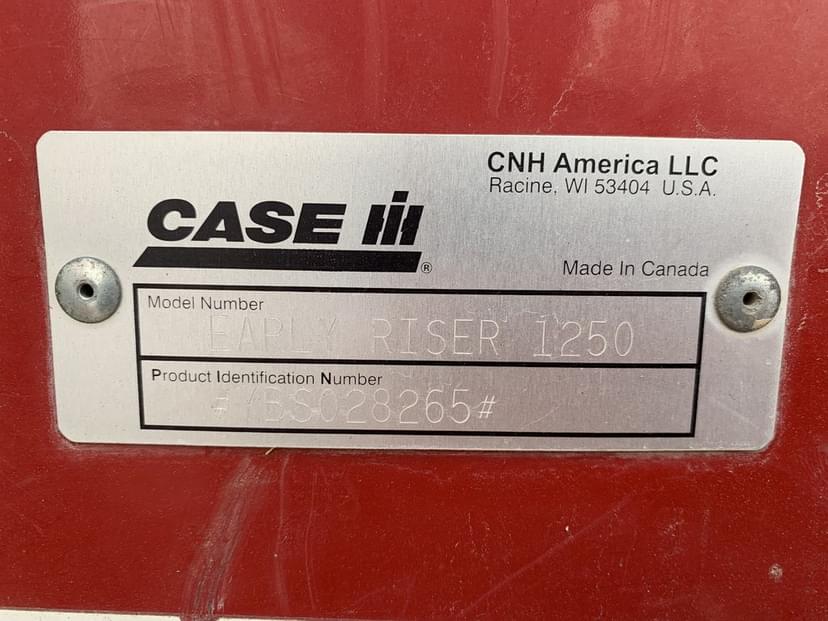 CNH America LLC
Racine, WI 53404 U.S.A.
CASE IH
®
Made In Canada
Model Number
EARLY RISER 1250
Product Identification Number
#YBS028265#